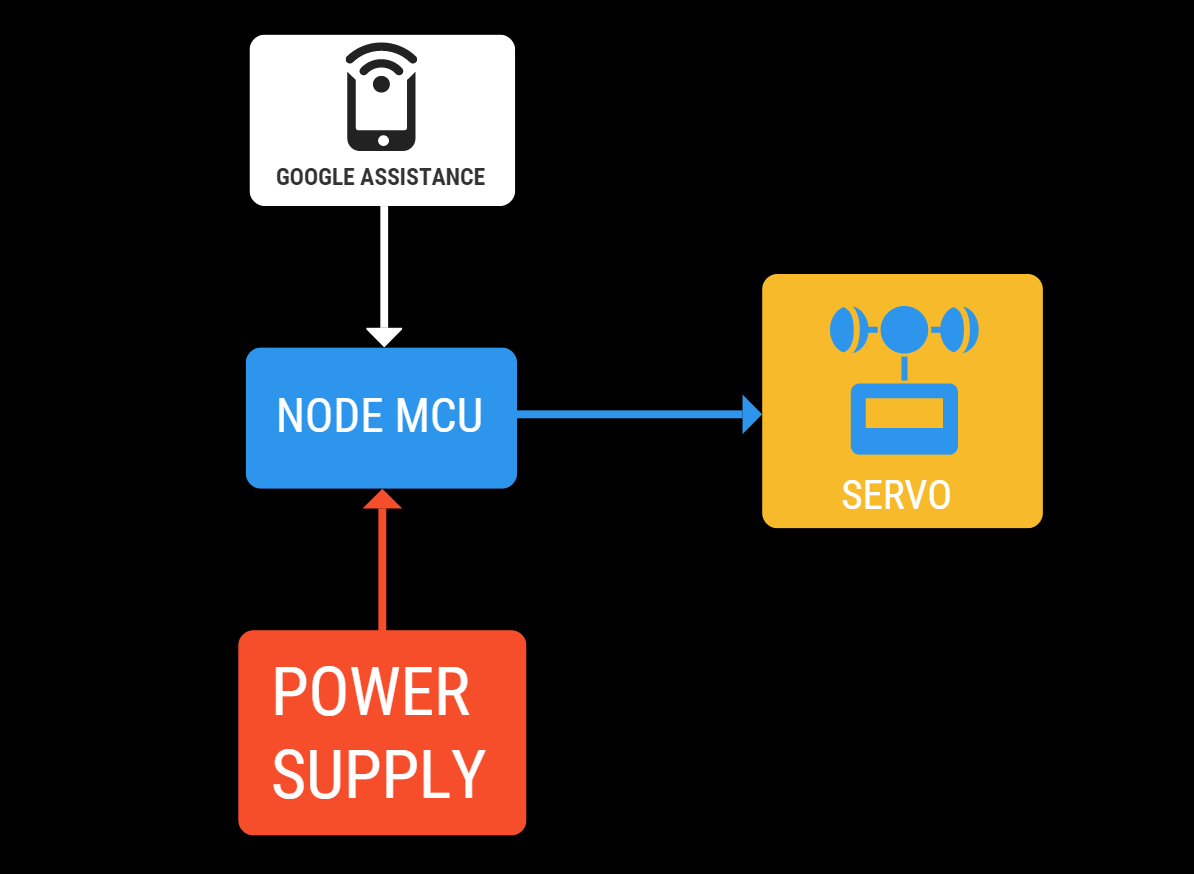 GOOGLE ASSISTANCE
NODE MCU
SERVO
POWER
SUPPLY